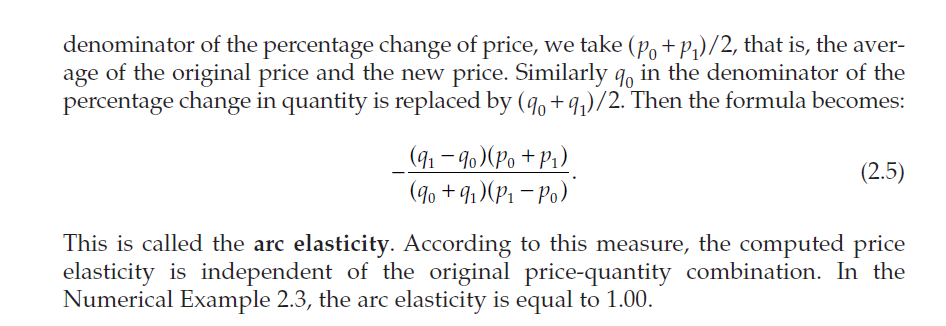 denominator of the percentage change of price, we take (p₀ + p₁)/2, that is, the aver-
age of the original price and the new price. Similarly q₀ in the denominator of the
percentage change in quantity is replaced by (q₀ + q₁)/2. Then the formula becomes:
−(q₁ − q₀)(p₀ + p₁)
(q₀ + q₁)(p₁ − p₀).
(2.5)
This is called the arc elasticity. According to this measure, the computed price
elasticity is independent of the original price-quantity combination. In the
Numerical Example 2.3, the arc elasticity is equal to 1.00.